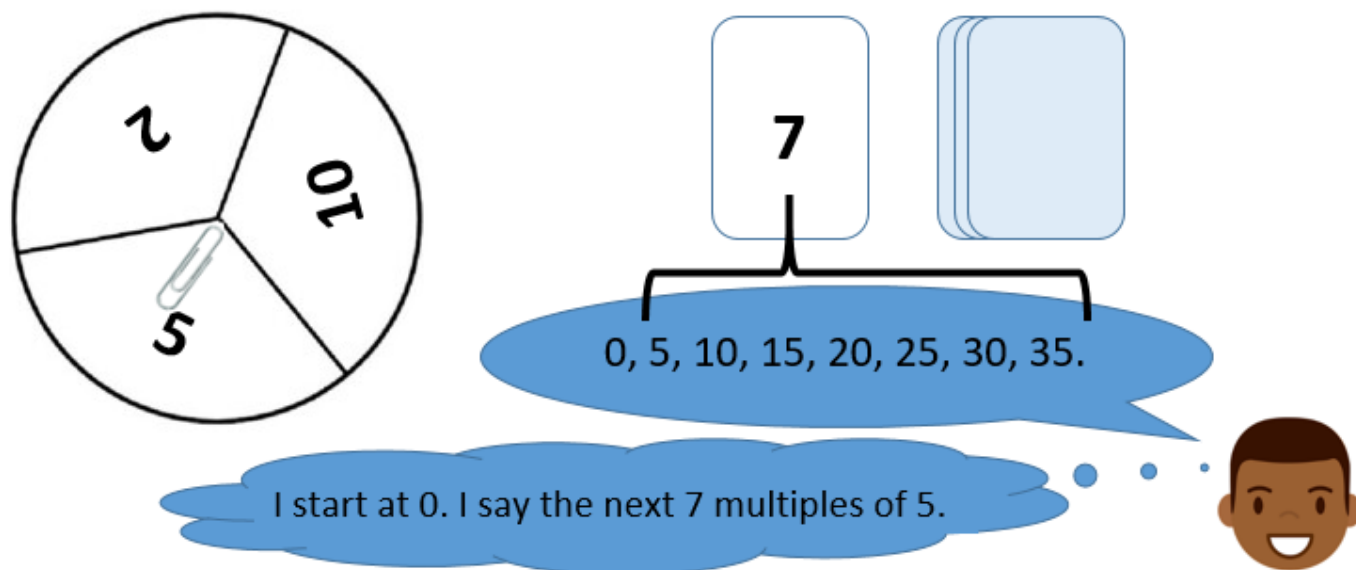 2
10
5
7
0, 5, 10, 15, 20, 25, 30, 35.
I start at 0. I say the next 7 multiples of 5.